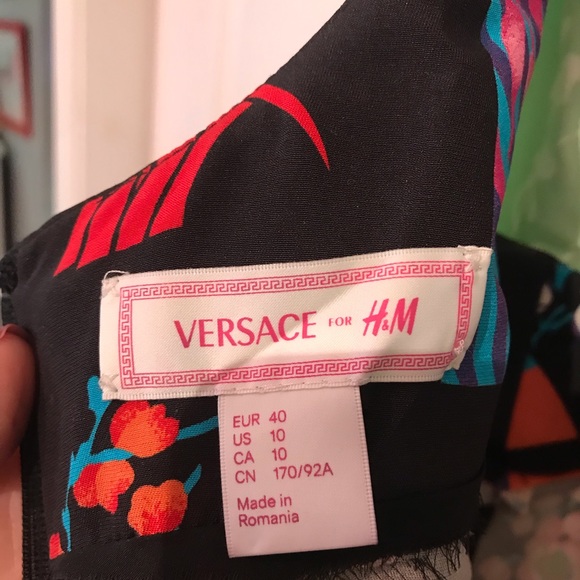 VERSACE FOR H&M
EUR 40
US 10
CA 10
CN 170/92A
Made in
Romania